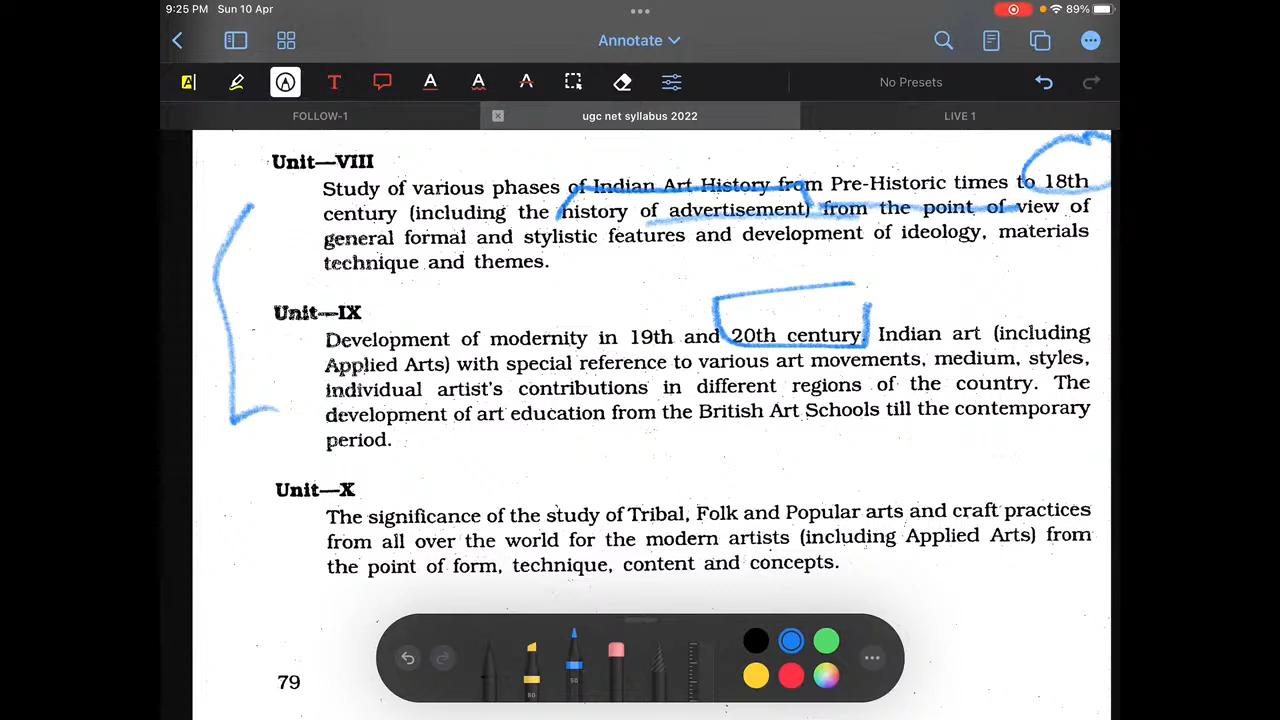 9:25 PM Sun 10 Apr
89%
Annotate
No Presets
FOLLOW-1
ugc net syllabus 2022
LIVE 1
Unit—VIII
Study of various phases of Indian Art History from Pre-Historic times to 18th
century (including the history of advertisement) from the point of view of
general formal and stylistic features and development of ideology, materials
technique and themes.
Unit—IX
Development of modernity in 19th and 20th century, Indian art (including
Applied Arts) with special reference to various art movements, medium, styles,
individual artist's contributions in different regions of the country. The
development of art education from the British Art Schools till the contemporary
period.
Unit—X
The significance of the study of Tribal, Folk and Popular arts and craft practices
from all over the world for the modern artists (including Applied Arts) from
the point of form, technique, content and concepts.
79